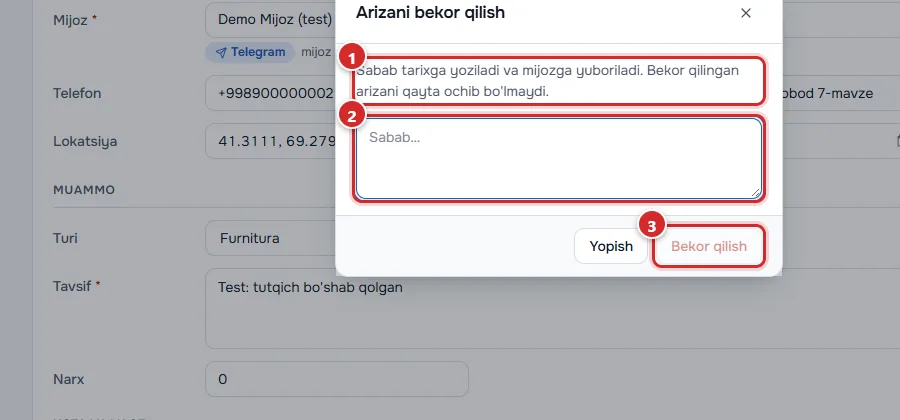 Arizani bekor qilish
Mijoz *
Demo Mijoz (test)
Telegram mijoz
1
Sabab tarixga yoziladi va mijozga yuboriladi. Bekor qilingan
arizani qayta ochib bo'lmaydi.
Telefon
+998900000002
obod 7-mavze
2
Sabab...
Lokatsiya
41.3111, 69.279
MUAMMO
3
Yopish
Bekor qilish
Turi
Furnitura
Tavsif *
Test: tutqich bo'shab qolgan
Narx
0